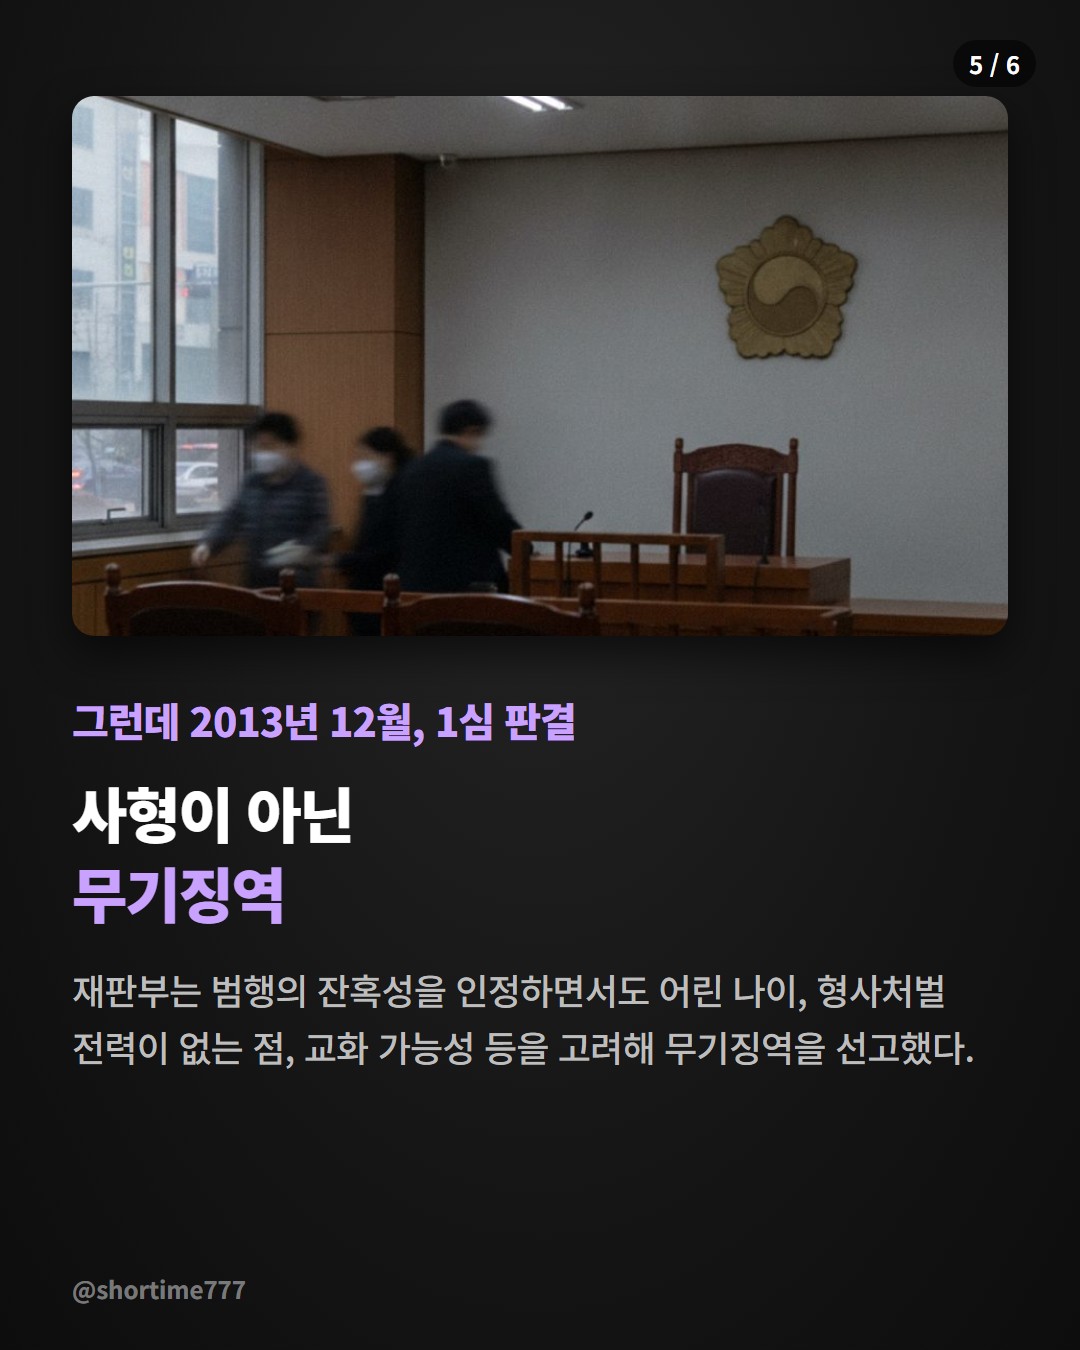 5 / 6
그런데 2013년 12월, 1심 판결
사형이 아닌
무기징역
재판부는 범행의 잔혹성을 인정하면서도 어린 나이, 형사처벌
전력이 없는 점, 교화 가능성 등을 고려해 무기징역을 선고했다.
@shortime777